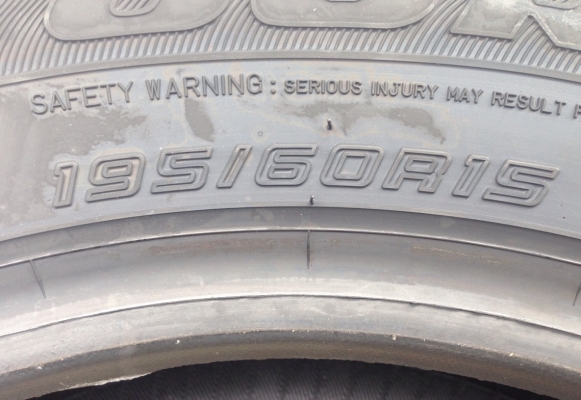 SAFETY WARNING: SERIOUS INJURY MAY RESULT
195/60R15